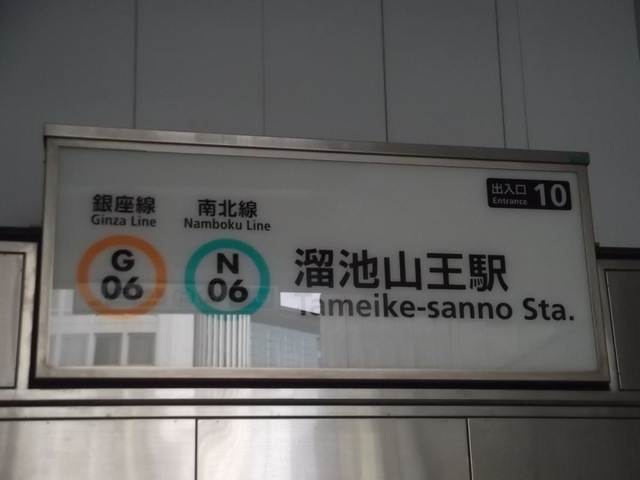 出入口
Entrance
10
銀座線
Ginza Line
南北線
Namboku Line
G
06
N
06
溜池山王駅
Tameike-sanno Sta.